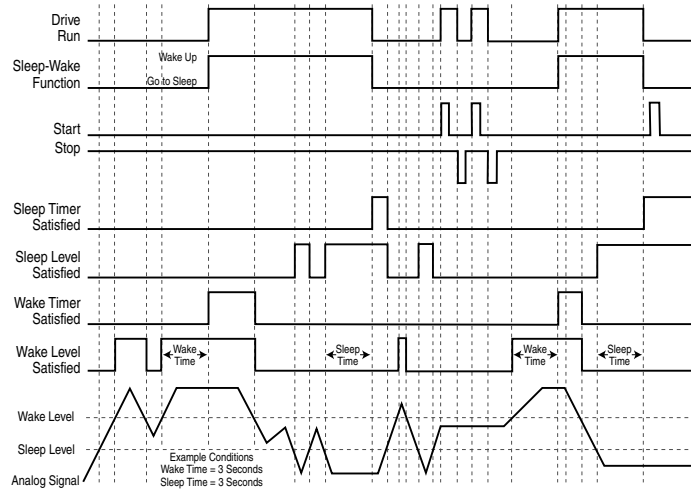 Drive
Run
Sleep-Wake
Function
Wake Up
Go to Sleep
Start
Stop
Sleep Timer
Satisfied
Sleep Level
Satisfied
Wake Timer
Satisfied
Wake Level
Satisfied
Wake
Time
Sleep
Time
Wake
Time
Sleep
Time
Wake Level
Sleep Level
Analog Signal
Example Conditions
Wake Time = 3 Seconds
Sleep Time = 3 Seconds